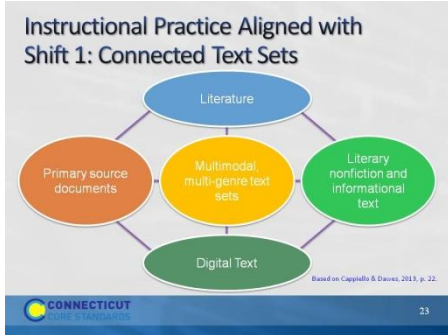 Instructional Practice Aligned with
Shift 1: Connected Text Sets
Literature
Primary source
documents
Multimodal,
multi-genre text
sets
Literary
nonfiction and
informational
text
Digital Text
Based on Cappiello & Dawes, 2013, p. 22.
CONNECTICUT
CORE STANDARDS
23